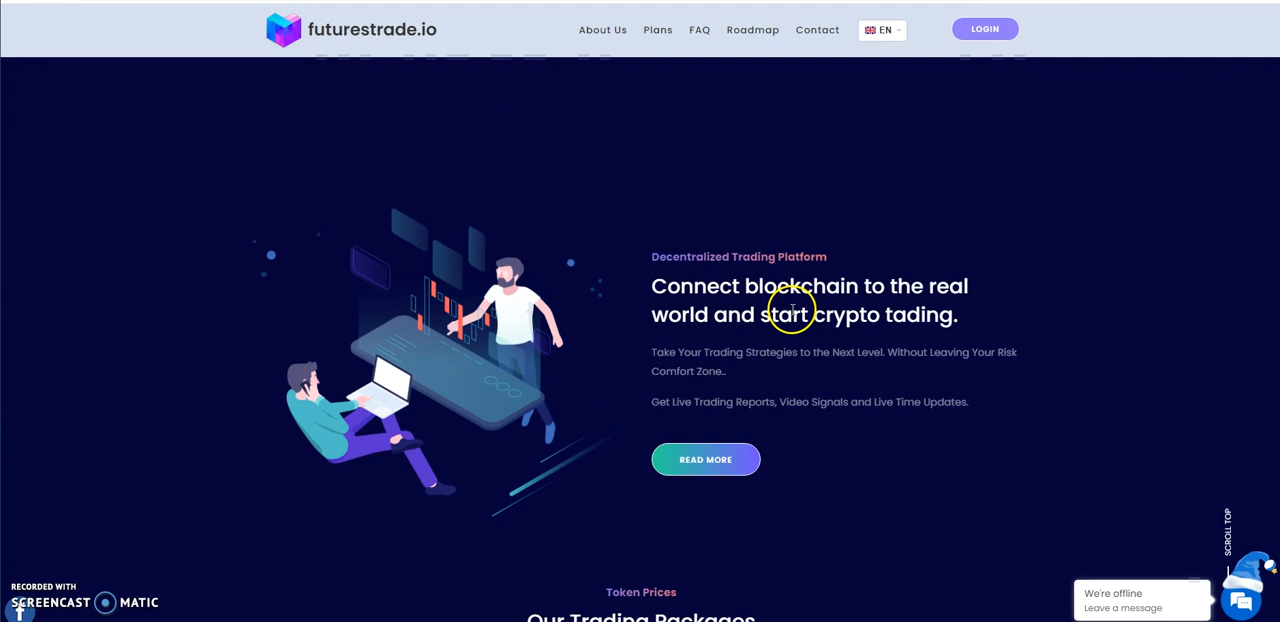 futurestrade.io
About Us Plans FAQ Roadmap Contact EN LOGIN
Decentralized Trading Platform
Connect blockchain to the real
world and start crypto tading.
Take Your Trading Strategies to the Next Level. Without Leaving Your Risk
Comfort Zone..
Get Live Trading Reports, Video Signals and Live Time Updates.
READ MORE
SCROLL TOP
Token Prices
Our Trading Packages
We're offline
Leave a message
RECORDED WITH
SCREENCAST MATIC